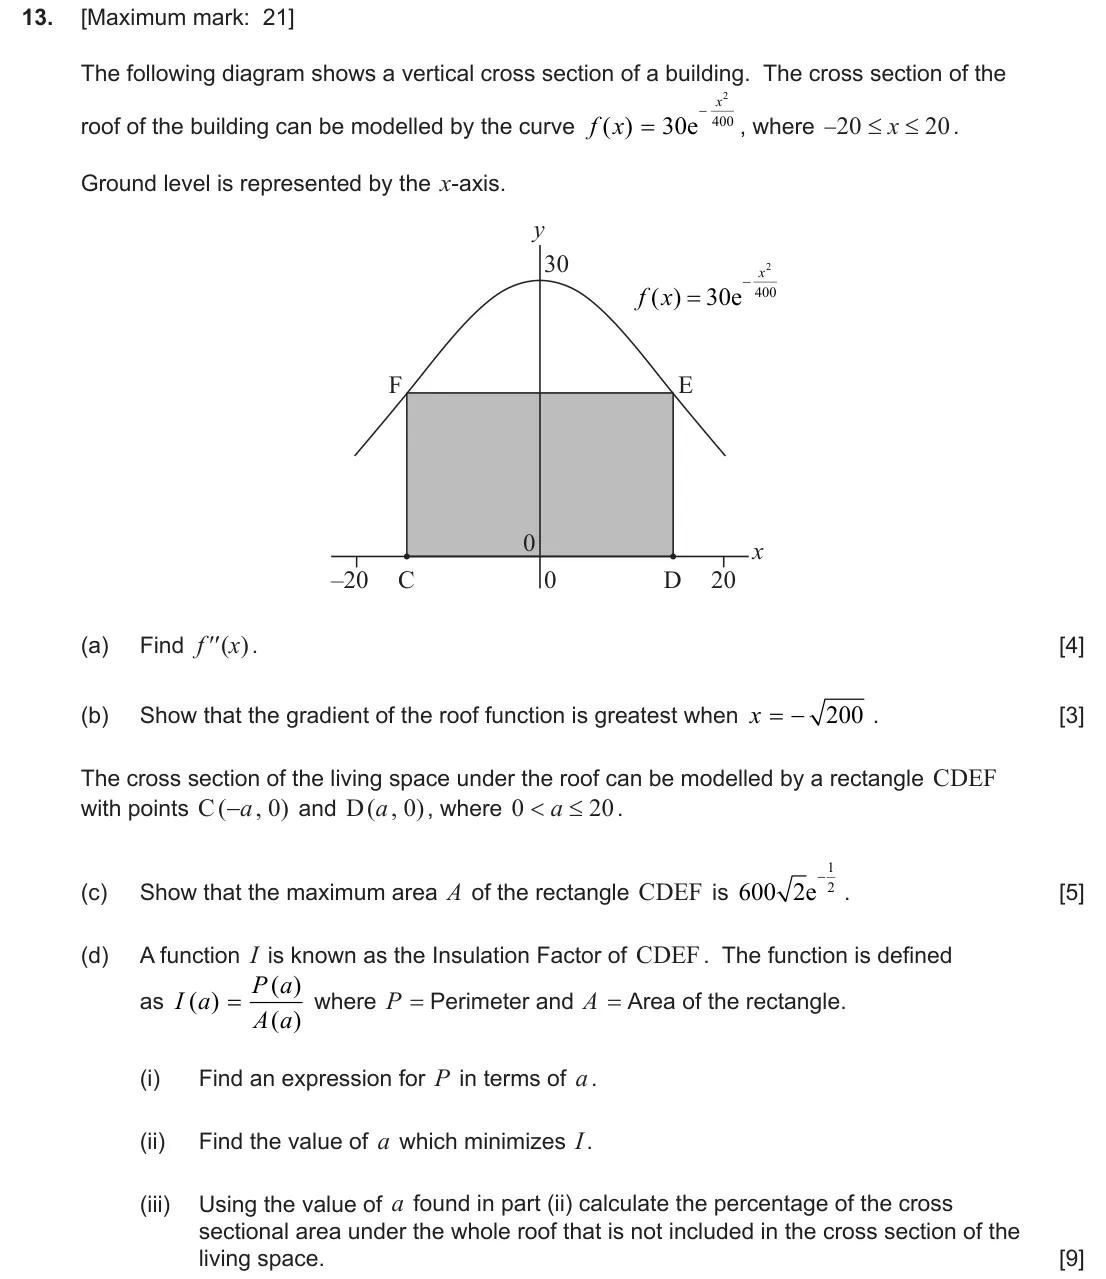 13. [Maximum mark: 21]
The following diagram shows a vertical cross section of a building. The cross section of the
roof of the building can be modelled by the curve f(x) = 30e^{-x²/400}, where –20 ≤ x ≤ 20.
Ground level is represented by the x-axis.
y
30
f(x) = 30e^{-x²/400}
F E
0
x
–20 C 0 D 20
(a) Find f″(x). [4]
(b) Show that the gradient of the roof function is greatest when x = −√200 . [3]
The cross section of the living space under the roof can be modelled by a rectangle CDEF
with points C(–a, 0) and D(a, 0), where 0 < a ≤ 20.
(c) Show that the maximum area A of the rectangle CDEF is 600√2e^{-1/2} . [5]
(d) A function I is known as the Insulation Factor of CDEF. The function is defined
as I(a) = P(a)/A(a) where P = Perimeter and A = Area of the rectangle.
(i) Find an expression for P in terms of a.
(ii) Find the value of a which minimizes I.
(iii) Using the value of a found in part (ii) calculate the percentage of the cross
sectional area under the whole roof that is not included in the cross section of the
living space. [9]